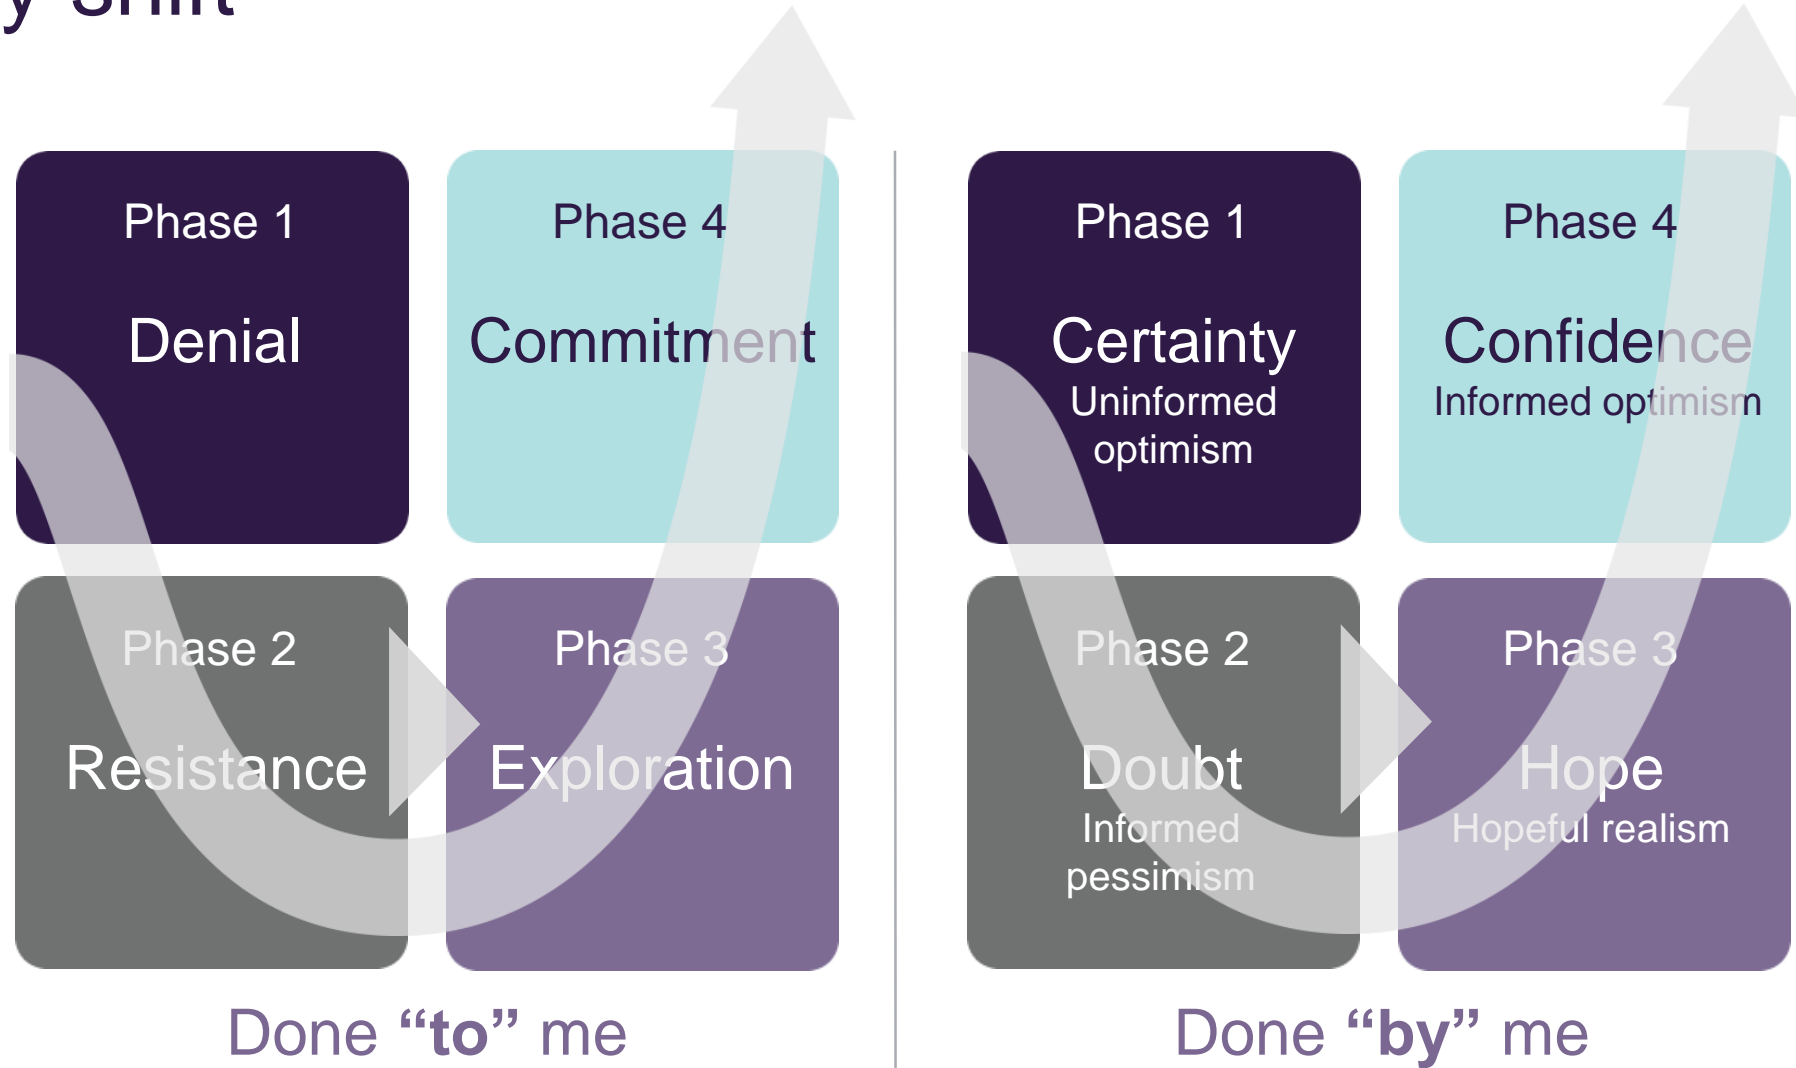 y shift
Phase 1
Denial
Phase 4
Commitment
Phase 2
Resistance
Phase 3
Exploration
Done “to” me
Phase 1
Certainty
Uninformed
optimism
Phase 4
Confidence
Informed optimism
Phase 2
Doubt
Informed
pessimism
Phase 3
Hope
Hopeful realism
Done “by” me